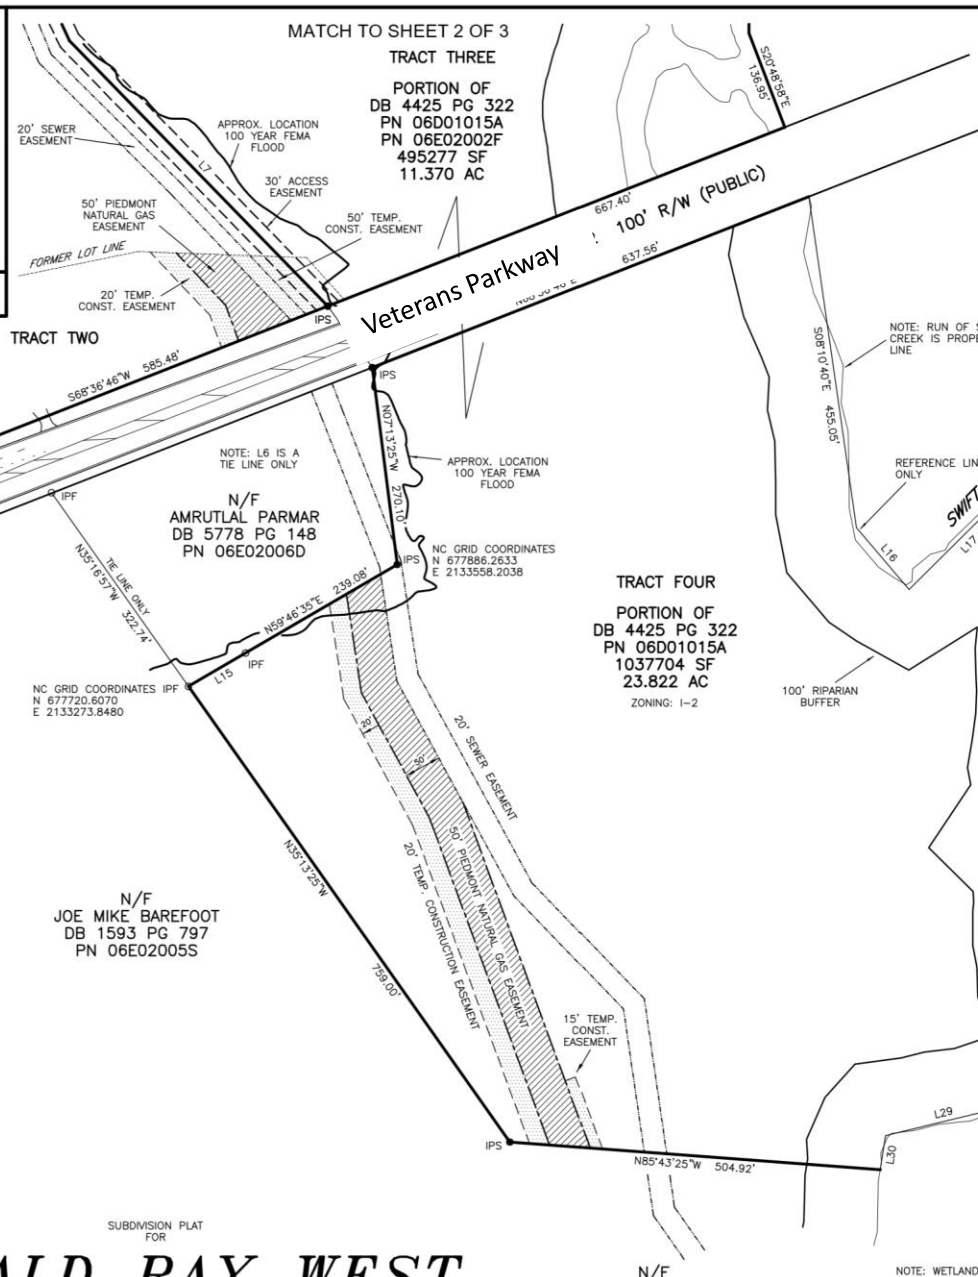 MATCH TO SHEET 2 OF 3
TRACT THREE
PORTION OF
DB 4425 PG 322
PN 06D01015A
PN 06E02002F
495277 SF
11.370 AC
S20°48'58"E
136.95'
20' SEWER
EASEMENT
APPROX. LOCATION
100 YEAR FEMA
FLOOD
L7
30' ACCESS
EASEMENT
50' PIEDMONT
NATURAL GAS
EASEMENT
50' TEMP.
CONST. EASEMENT
FORMER LOT LINE
20' TEMP.
CONST. EASEMENT
667.40'
100' R/W (PUBLIC)
Veterans Parkway
637.56'
IPS
TRACT TWO
S68°36'46"W 585.48'
IPS
NOTE: RUN OF
CREEK IS
LINE
S08°10'40"E 455.05'
NOTE: L6 IS A
TIE LINE ONLY
N07°13'25"W 270.10'
APPROX. LOCATION
100 YEAR FEMA
FLOOD
REFERENCE
ONLY
SWIFT
IPF
N/F
AMRUTLAL PARMAR
DB 5778 PG 148
PN 06E02006D
L16
L17
TIE LINE ONLY
N35°16'57"W 322.74'
IPS
NC GRID COORDINATES
N 677886.2633
E 2133558.2038
N59°46'35"E 239.08'
TRACT FOUR
PORTION OF
DB 4425 PG 322
PN 06D01015A
1037704 SF
23.822 AC
ZONING: I-2
IPF
L15
NC GRID COORDINATES IPF
N 677720.6070
E 2133273.8480
100' RIPARIAN
BUFFER
20'
50'
20' SEWER EASEMENT
N35°13'25"W
759.00'
20' TEMP. CONSTRUCTION EASEMENT
50' PIEDMONT NATURAL GAS EASEMENT
N/F
JOE MIKE BAREFOOT
DB 1593 PG 797
PN 06E02005S
15' TEMP.
CONST.
EASEMENT
IPS
N85°43'25"W 504.92'
L29
L30
SUBDIVISION PLAT
FOR
RAY WEST
N/F
NOTE: WETLAND